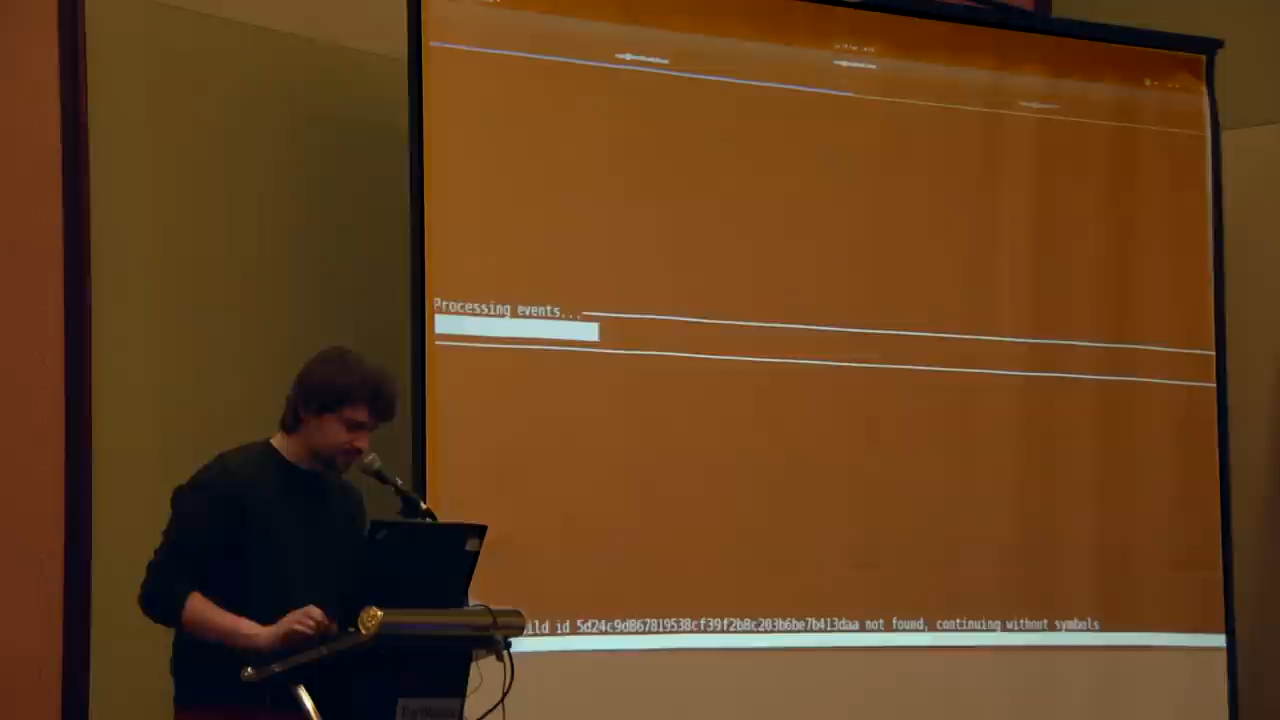 Processing events...
ild id 5d24c9d867819538cf39f2b8c203b6be7b413daa not found, continuing without symbols